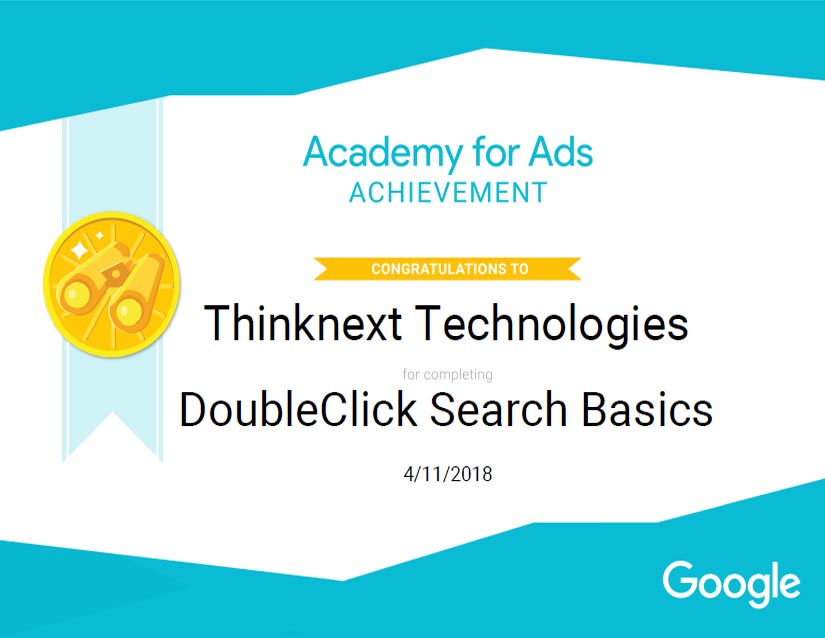 Academy for Ads
ACHIEVEMENT
CONGRATULATIONS TO
Thinknext Technologies
for completing
DoubleClick Search Basics
4/11/2018
Google